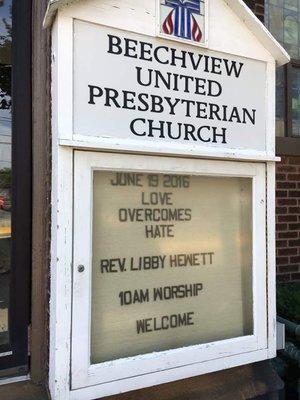 BEECHVIEW
UNITED
PRESBYTERIAN
CHURCH
JUNE 19 2016
LOVE
OVERCOMES
HATE
REV. LIBBY HEWETT
10AM WORSHIP
WELCOME